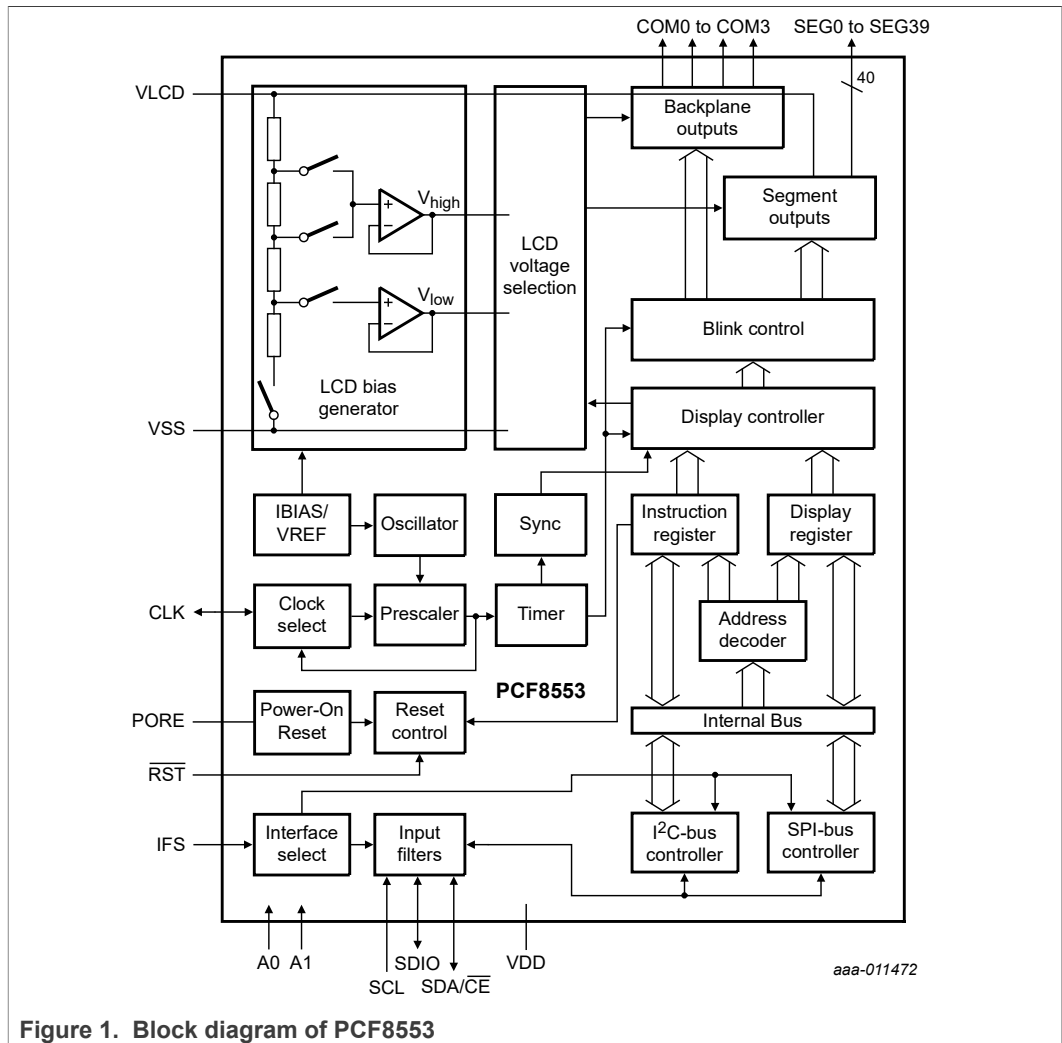 COM0 to COM3
SEG0 to SEG39
40
VLCD
Backplane
outputs
Segment
outputs
Vhigh
LCD
voltage
selection
Vlow
Blink control
LCD bias
generator
Display controller
VSS
IBIAS/
VREF
Oscillator
Sync
Instruction
register
Display
register
CLK
Clock
select
Prescaler
Timer
Address
decoder
PCF8553
PORE
Power-On
Reset
Reset
control
Internal Bus
RST
IFS
Interface
select
Input
filters
I2C-bus
controller
SPI-bus
controller
A0
A1
SCL
SDIO
SDA/CE
VDD
aaa-011472
Figure 1. Block diagram of PCF8553